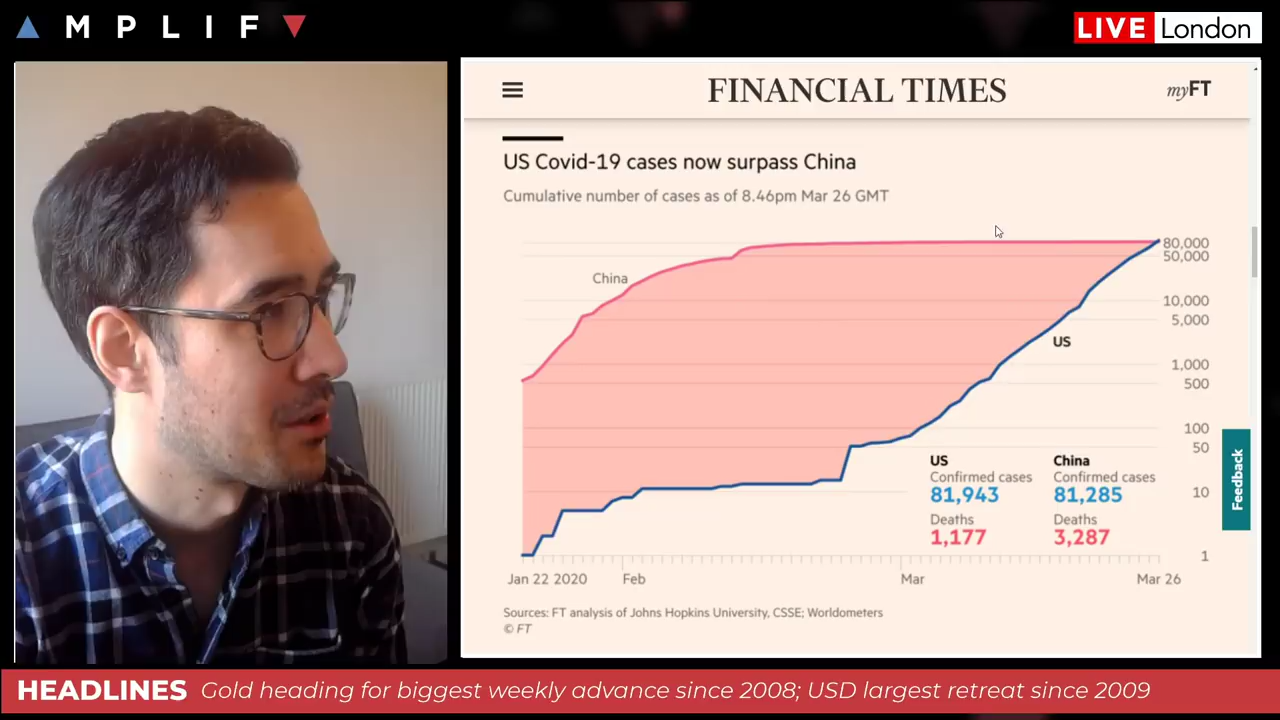 ▲ M P L I F ▼
LIVE London
FINANCIAL TIMES
myFT
US Covid-19 cases now surpass China
Cumulative number of cases as of 8.46pm Mar 26 GMT
China
US
80,000
50,000
10,000
5,000
1,000
500
100
50
10
1
US
Confirmed cases
81,943
Deaths
1,177
China
Confirmed cases
81,285
Deaths
3,287
Feedback
Jan 22 2020
Feb
Mar
Mar 26
Sources: FT analysis of Johns Hopkins University, CSSE; Worldometers
© FT
HEADLINES Gold heading for biggest weekly advance since 2008; USD largest retreat since 2009